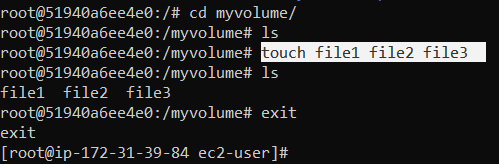 root@51940a6ee4e0:/# cd myvolume/
root@51940a6ee4e0:/myvolume# ls
root@51940a6ee4e0:/myvolume# touch file1 file2 file3
root@51940a6ee4e0:/myvolume# ls
file1  file2  file3
root@51940a6ee4e0:/myvolume# exit
exit
[root@ip-172-31-39-84 ec2-user]#